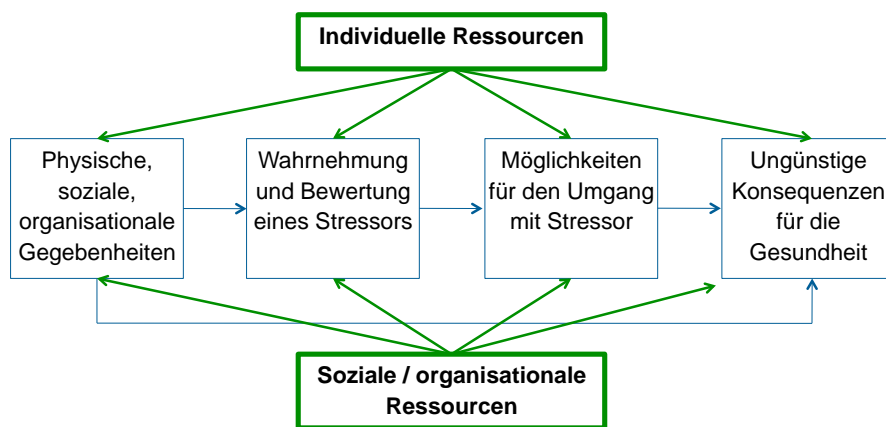 Individuelle Ressourcen
Physische,
soziale,
organisationale
Gegebenheiten
Wahrnehmung
und Bewertung
eines Stressors
Möglichkeiten
für den Umgang
mit Stressor
Ungünstige
Konsequenzen
für die
Gesundheit
Soziale / organisationale
Ressourcen